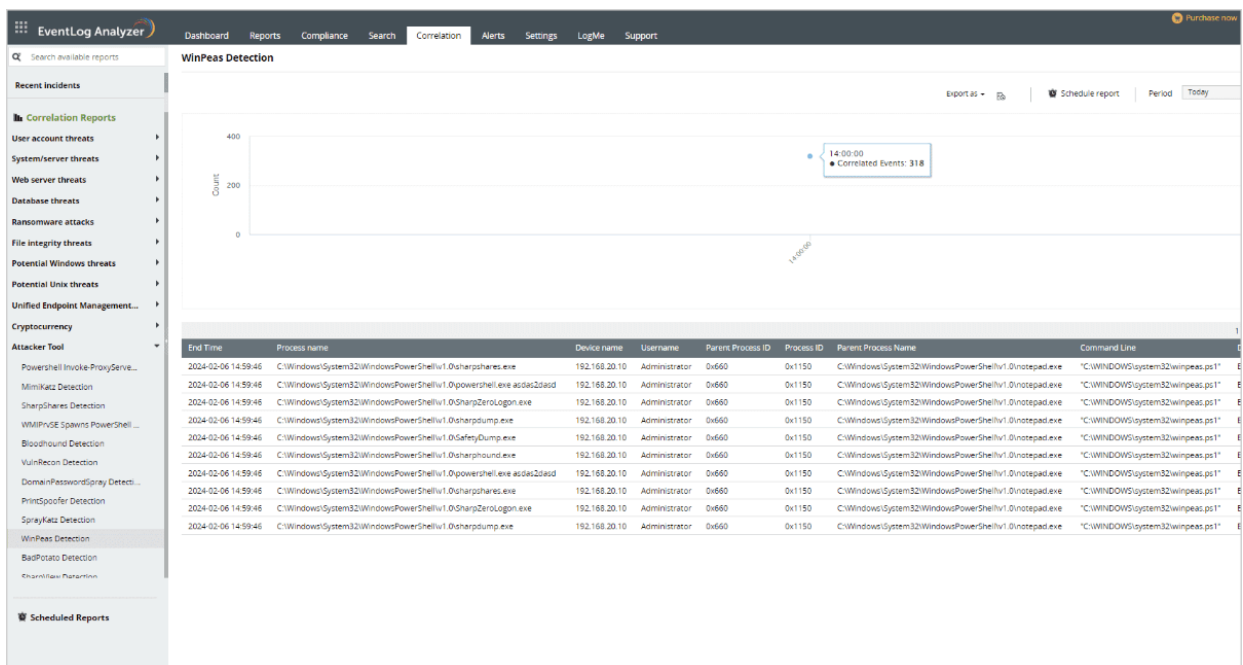 Purchase now
EventLog Analyzer
Dashboard Reports Compliance Search Correlation Alerts Settings LogMe Support
Search available reports
WinPeas Detection
Recent incidents
Export as Schedule report Period Today
Correlation Reports
User account threats
System/server threats
Web server threats
Database threats
Ransomware attacks
File integrity threats
Potential Windows threats
Potential Unix threats
Unified Endpoint Management...
Cryptocurrency
Attacker Tool
Powershell Invoke-ProxyServe...
MimiKatz Detection
SharpShares Detection
WMIPrvSE Spawns PowerShell ...
Bloodhound Detection
VulnRecon Detection
DomainPasswordSpray Detecti...
PrintSpoofer Detection
SprayKatz Detection
WinPeas Detection
BadPotato Detection
SharpView Detection
Scheduled Reports
400
200
0
Count
14:00:00
Correlated Events: 318
14:00:00
1
End Time Process name Device name Username Parent Process ID Process ID Parent Process Name Command Line
2024-02-06 14:59:46 C:\Windows\System32\WindowsPowerShell\v1.0\sharpshares.exe 192.168.20.10 Administrator 0x660 0x1150 C:\Windows\System32\WindowsPowerShell\v1.0\notepad.exe "C:\WINDOWS\system32\winpeas.ps1" E
2024-02-06 14:59:46 C:\Windows\System32\WindowsPowerShell\v1.0\powershell.exe asdas2dasd 192.168.20.10 Administrator 0x660 0x1150 C:\Windows\System32\WindowsPowerShell\v1.0\notepad.exe "C:\WINDOWS\system32\winpeas.ps1" E
2024-02-06 14:59:46 C:\Windows\System32\WindowsPowerShell\v1.0\SharpZeroLogon.exe 192.168.20.10 Administrator 0x660 0x1150 C:\Windows\System32\WindowsPowerShell\v1.0\notepad.exe "C:\WINDOWS\system32\winpeas.ps1" E
2024-02-06 14:59:46 C:\Windows\System32\WindowsPowerShell\v1.0\sharpdump.exe 192.168.20.10 Administrator 0x660 0x1150 C:\Windows\System32\WindowsPowerShell\v1.0\notepad.exe "C:\WINDOWS\system32\winpeas.ps1" E
2024-02-06 14:59:46 C:\Windows\System32\WindowsPowerShell\v1.0\SafetyDump.exe 192.168.20.10 Administrator 0x660 0x1150 C:\Windows\System32\WindowsPowerShell\v1.0\notepad.exe "C:\WINDOWS\system32\winpeas.ps1" E
2024-02-06 14:59:46 C:\Windows\System32\WindowsPowerShell\v1.0\sharphound.exe 192.168.20.10 Administrator 0x660 0x1150 C:\Windows\System32\WindowsPowerShell\v1.0\notepad.exe "C:\WINDOWS\system32\winpeas.ps1" E
2024-02-06 14:59:46 C:\Windows\System32\WindowsPowerShell\v1.0\powershell.exe asdas2dasd 192.168.20.10 Administrator 0x660 0x1150 C:\Windows\System32\WindowsPowerShell\v1.0\notepad.exe "C:\WINDOWS\system32\winpeas.ps1" E
2024-02-06 14:59:46 C:\Windows\System32\WindowsPowerShell\v1.0\sharpshares.exe 192.168.20.10 Administrator 0x660 0x1150 C:\Windows\System32\WindowsPowerShell\v1.0\notepad.exe "C:\WINDOWS\system32\winpeas.ps1" E
2024-02-06 14:59:46 C:\Windows\System32\WindowsPowerShell\v1.0\SharpZeroLogon.exe 192.168.20.10 Administrator 0x660 0x1150 C:\Windows\System32\WindowsPowerShell\v1.0\notepad.exe "C:\WINDOWS\system32\winpeas.ps1" E
2024-02-06 14:59:46 C:\Windows\System32\WindowsPowerShell\v1.0\sharpdump.exe 192.168.20.10 Administrator 0x660 0x1150 C:\Windows\System32\WindowsPowerShell\v1.0\notepad.exe "C:\WINDOWS\system32\winpeas.ps1" E